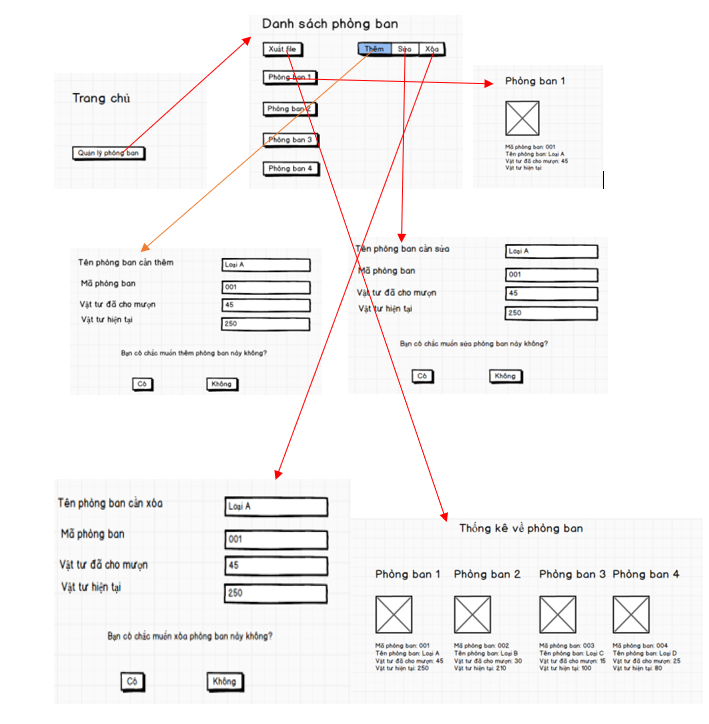 Danh sách phòng ban
Xuất file
Thêm
Sửa
Xóa
Phòng ban 1
Phòng ban 2
Phòng ban 3
Phòng ban 4
Trang chủ
Quản lý phòng ban
Phòng ban 1
Mã phòng ban: 001
Tên phòng ban: Loại A
Vật tư đã cho mượn: 45
Vật tư hiện tại:
Tên phòng ban cần thêm
Loại A
Mã phòng ban
001
Vật tư đã cho mượn
45
Vật tư hiện tại
250
Bạn có chắc muốn thêm phòng ban này không?
Có
Không
Tên phòng ban cần sửa
Loại A
Mã phòng ban
001
Vật tư đã cho mượn
45
Vật tư hiện tại
250
Bạn có chắc muốn sửa phòng ban này không?
Có
Không
Tên phòng ban cần xóa
Loại A
Mã phòng ban
001
Vật tư đã cho mượn
45
Vật tư hiện tại
250
Bạn có chắc muốn xóa phòng ban này không?
Có
Không
Thống kê về phòng ban
Phòng ban 1
Mã phòng ban: 001
Tên phòng ban: Loại A
Vật tư đã cho mượn: 45
Vật tư hiện tại: 250
Phòng ban 2
Mã phòng ban: 002
Tên phòng ban: Loại B
Vật tư đã cho mượn: 30
Vật tư hiện tại: 210
Phòng ban 3
Mã phòng ban: 003
Tên phòng ban: Loại C
Vật tư đã cho mượn: 15
Vật tư hiện tại: 100
Phòng ban 4
Mã phòng ban: 004
Tên phòng ban: Loại D
Vật tư đã cho mượn: 25
Vật tư hiện tại: 80